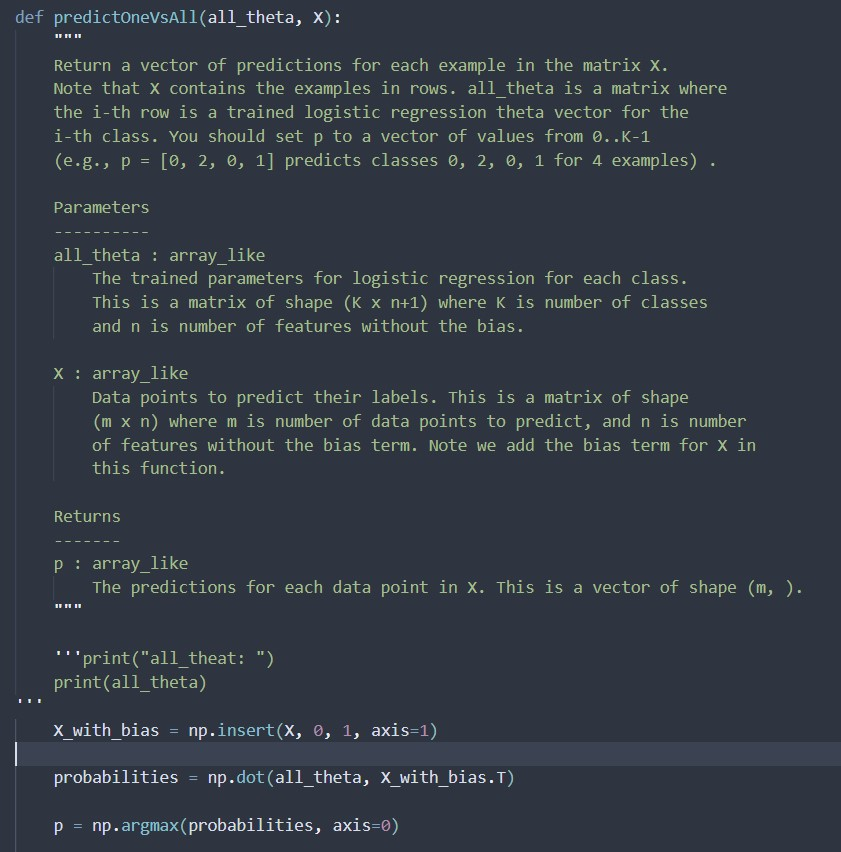 def predictOneVsAll(all_theta, X):
"""
Return a vector of predictions for each example in the matrix X.
Note that X contains the examples in rows. all_theta is a matrix where
the i-th row is a trained logistic regression theta vector for the
i-th class. You should set p to a vector of values from 0..K-1
(e.g., p = [0, 2, 0, 1] predicts classes 0, 2, 0, 1 for 4 examples) .
Parameters
----------
all_theta : array_like
The trained parameters for logistic regression for each class.
This is a matrix of shape (K x n+1) where K is number of classes
and n is number of features without the bias.
X : array_like
Data points to predict their labels. This is a matrix of shape
(m x n) where m is number of data points to predict, and n is number
of features without the bias term. Note we add the bias term for X in
this function.
Returns
-------
p : array_like
The predictions for each data point in X. This is a vector of shape (m, ).
"""
'''print("all_theat: ")
print(all_theta)
'''
X_with_bias = np.insert(X, 0, 1, axis=1)
probabilities = np.dot(all_theta, X_with_bias.T)
p = np.argmax(probabilities, axis=0)